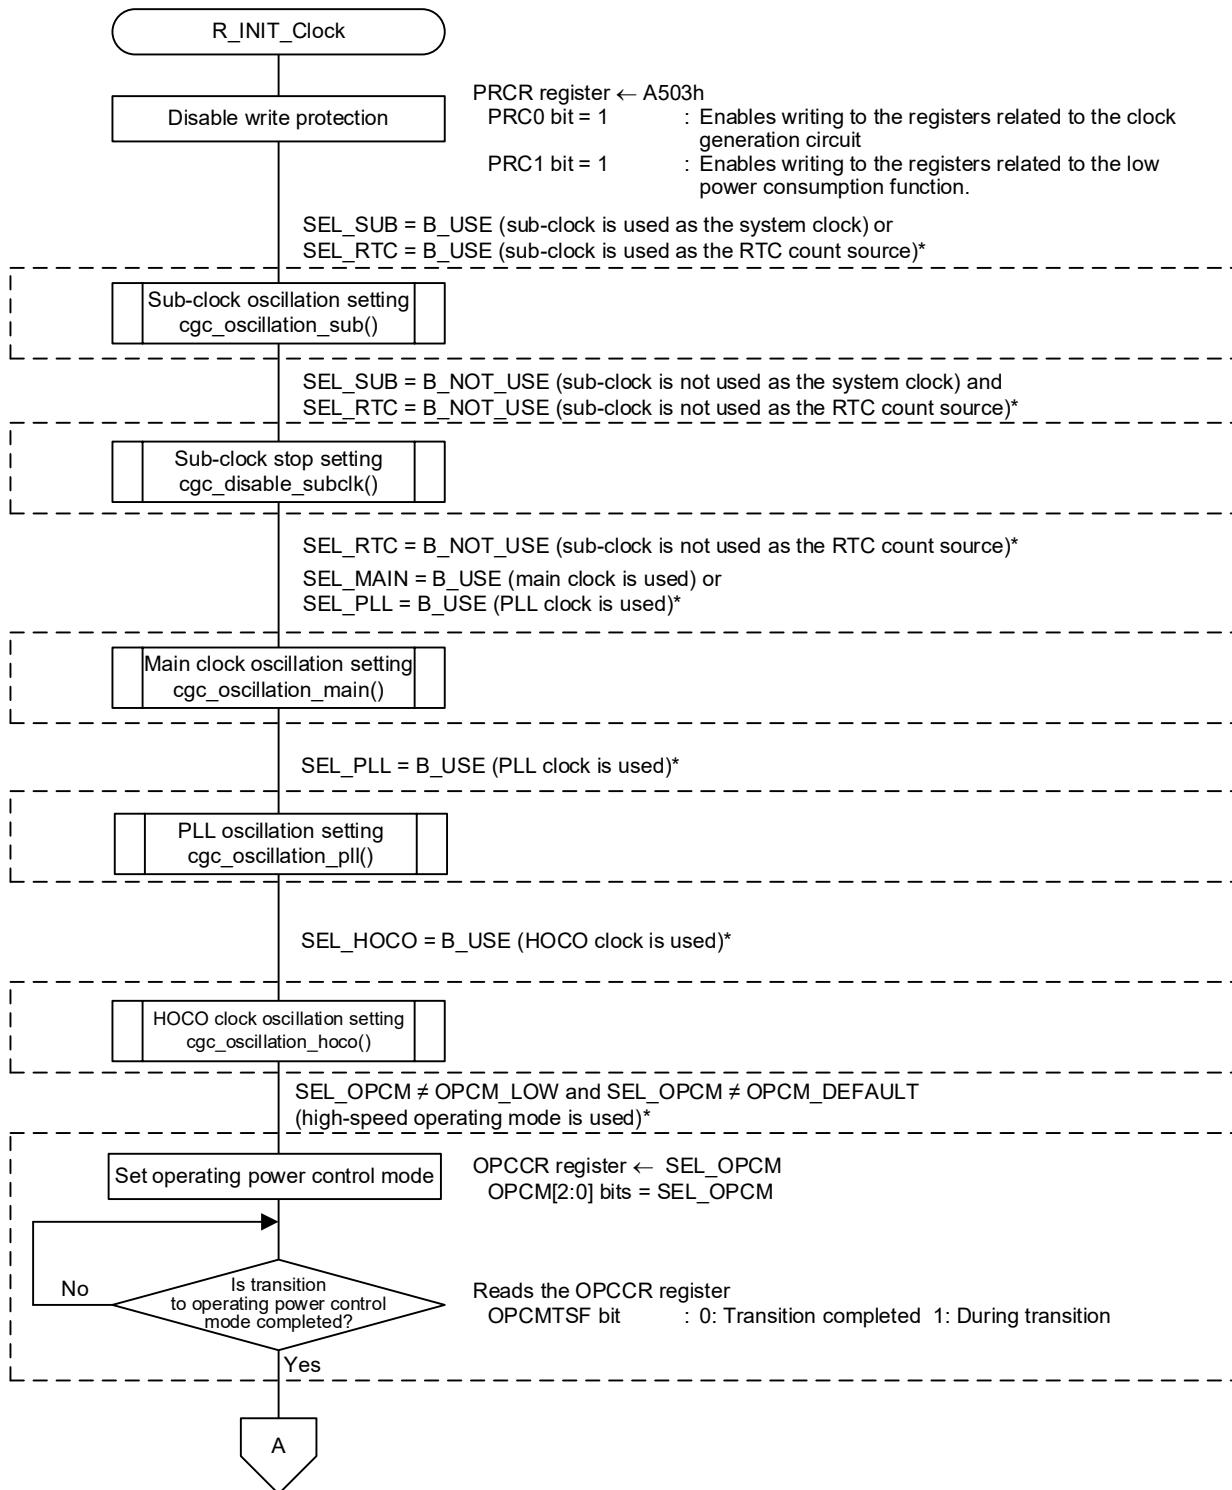 R_INIT_Clock
Disable write protection
PRCR register ← A503h
PRC0 bit = 1 : Enables writing to the registers related to the clock
generation circuit
PRC1 bit = 1 : Enables writing to the registers related to the low
power consumption function.
SEL_SUB = B_USE (sub-clock is used as the system clock) or
SEL_RTC = B_USE (sub-clock is used as the RTC count source)*
Sub-clock oscillation setting
cgc_oscillation_sub()
SEL_SUB = B_NOT_USE (sub-clock is not used as the system clock) and
SEL_RTC = B_NOT_USE (sub-clock is not used as the RTC count source)*
Sub-clock stop setting
cgc_disable_subclk()
SEL_RTC = B_NOT_USE (sub-clock is not used as the RTC count source)*
SEL_MAIN = B_USE (main clock is used) or
SEL_PLL = B_USE (PLL clock is used)*
Main clock oscillation setting
cgc_oscillation_main()
SEL_PLL = B_USE (PLL clock is used)*
PLL oscillation setting
cgc_oscillation_pll()
SEL_HOCO = B_USE (HOCO clock is used)*
HOCO clock oscillation setting
cgc_oscillation_hoco()
SEL_OPCM ≠ OPCM_LOW and SEL_OPCM ≠ OPCM_DEFAULT
(high-speed operating mode is used)*
Set operating power control mode
OPCCR register ← SEL_OPCM
OPCM[2:0] bits = SEL_OPCM
No
Is transition
to operating power control
mode completed?
Reads the OPCCR register
OPCMTSF bit : 0: Transition completed 1: During transition
Yes
A